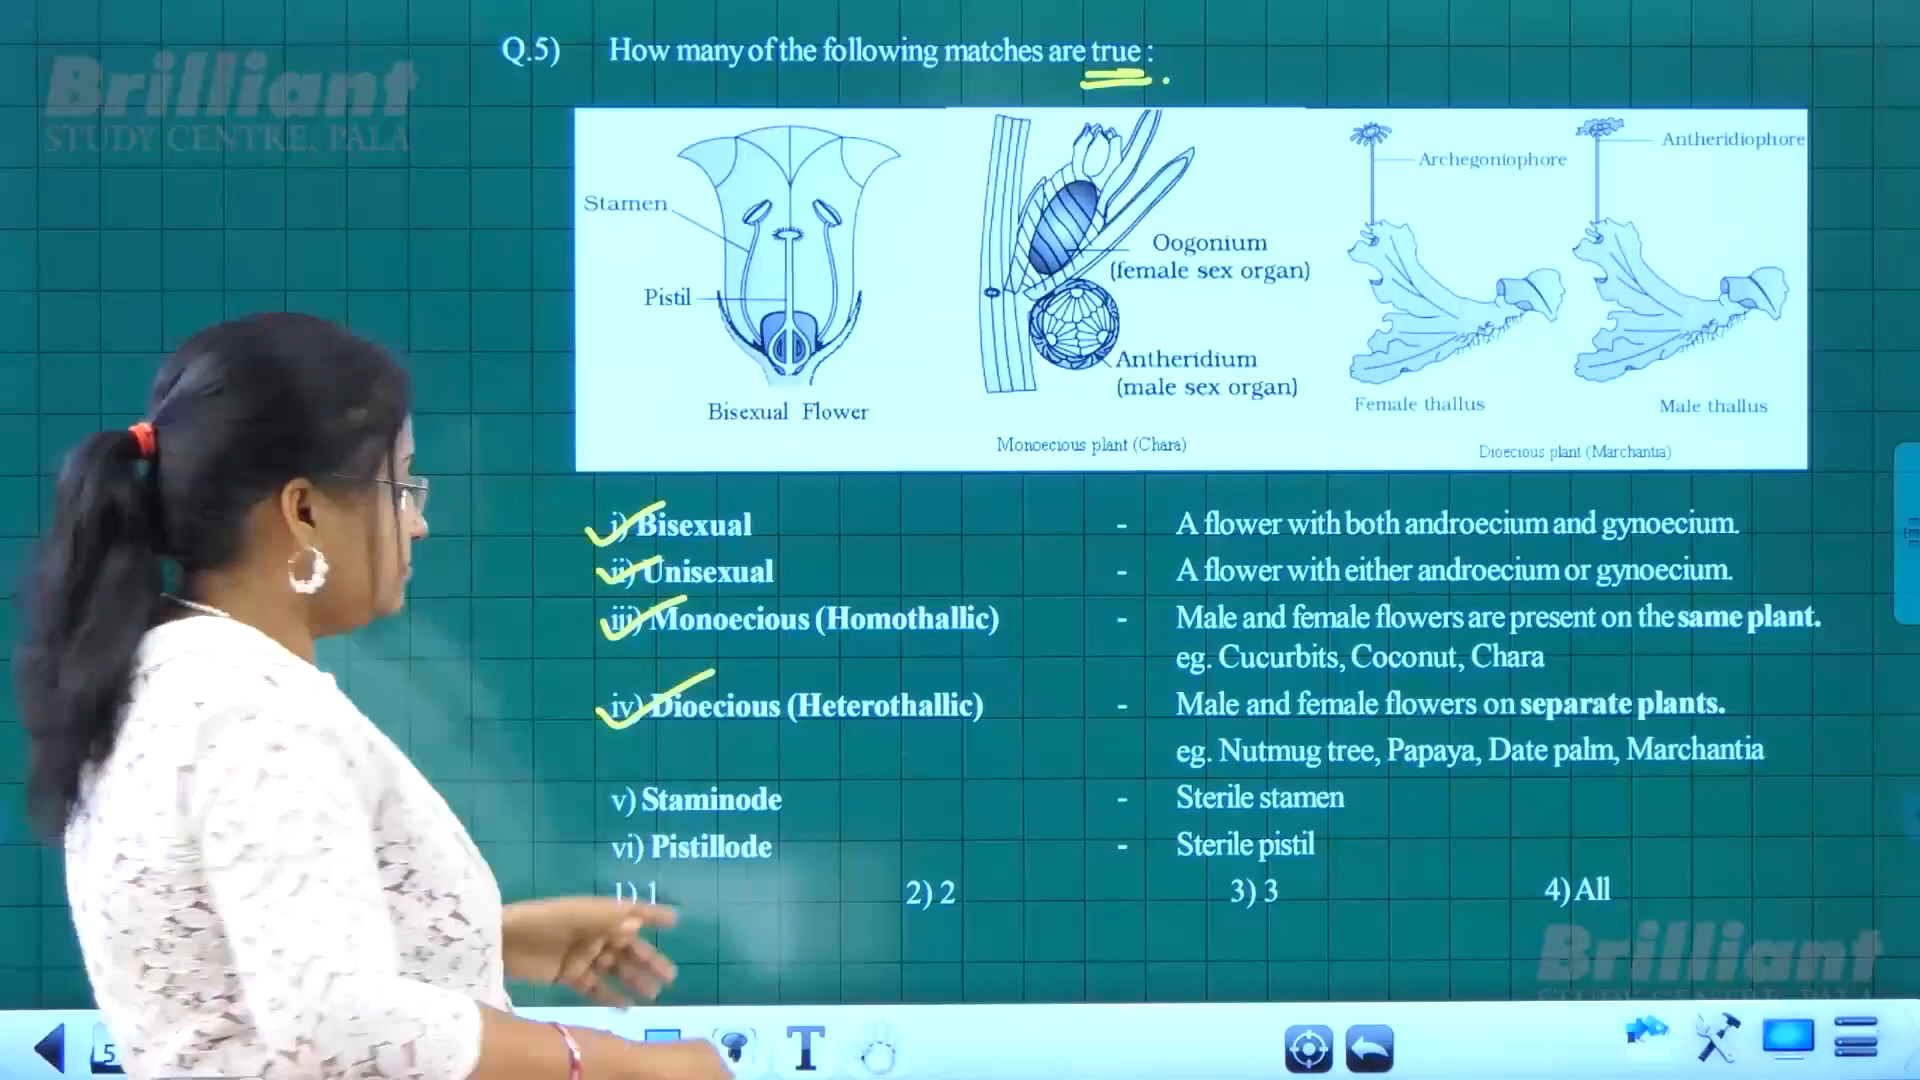 Brilliant
STUDY CENTRE, PALA
Q.5) How many of the following matches are true :
Stamen
Pistil
Bisexual Flower
Oogonium
(female sex organ)
Antheridium
(male sex organ)
Monoecious plant (Chara)
Archegoniophore
Antheridiophore
Female thallus
Male thallus
Dioecious plant (Marchantia)
i) Bisexual - A flower with both androecium and gynoecium.
ii) Unisexual - A flower with either androecium or gynoecium.
iii) Monoecious (Homothallic) - Male and female flowers are present on the same plant.
eg. Cucurbits, Coconut, Chara
iv) Dioecious (Heterothallic) - Male and female flowers on separate plants.
eg. Nutmug tree, Papaya, Date palm, Marchantia
v) Staminode - Sterile stamen
vi) Pistillode - Sterile pistil
1) 1 2) 2 3) 3 4) All
Brilliant
STUDY CENTRE, PALA
5
T